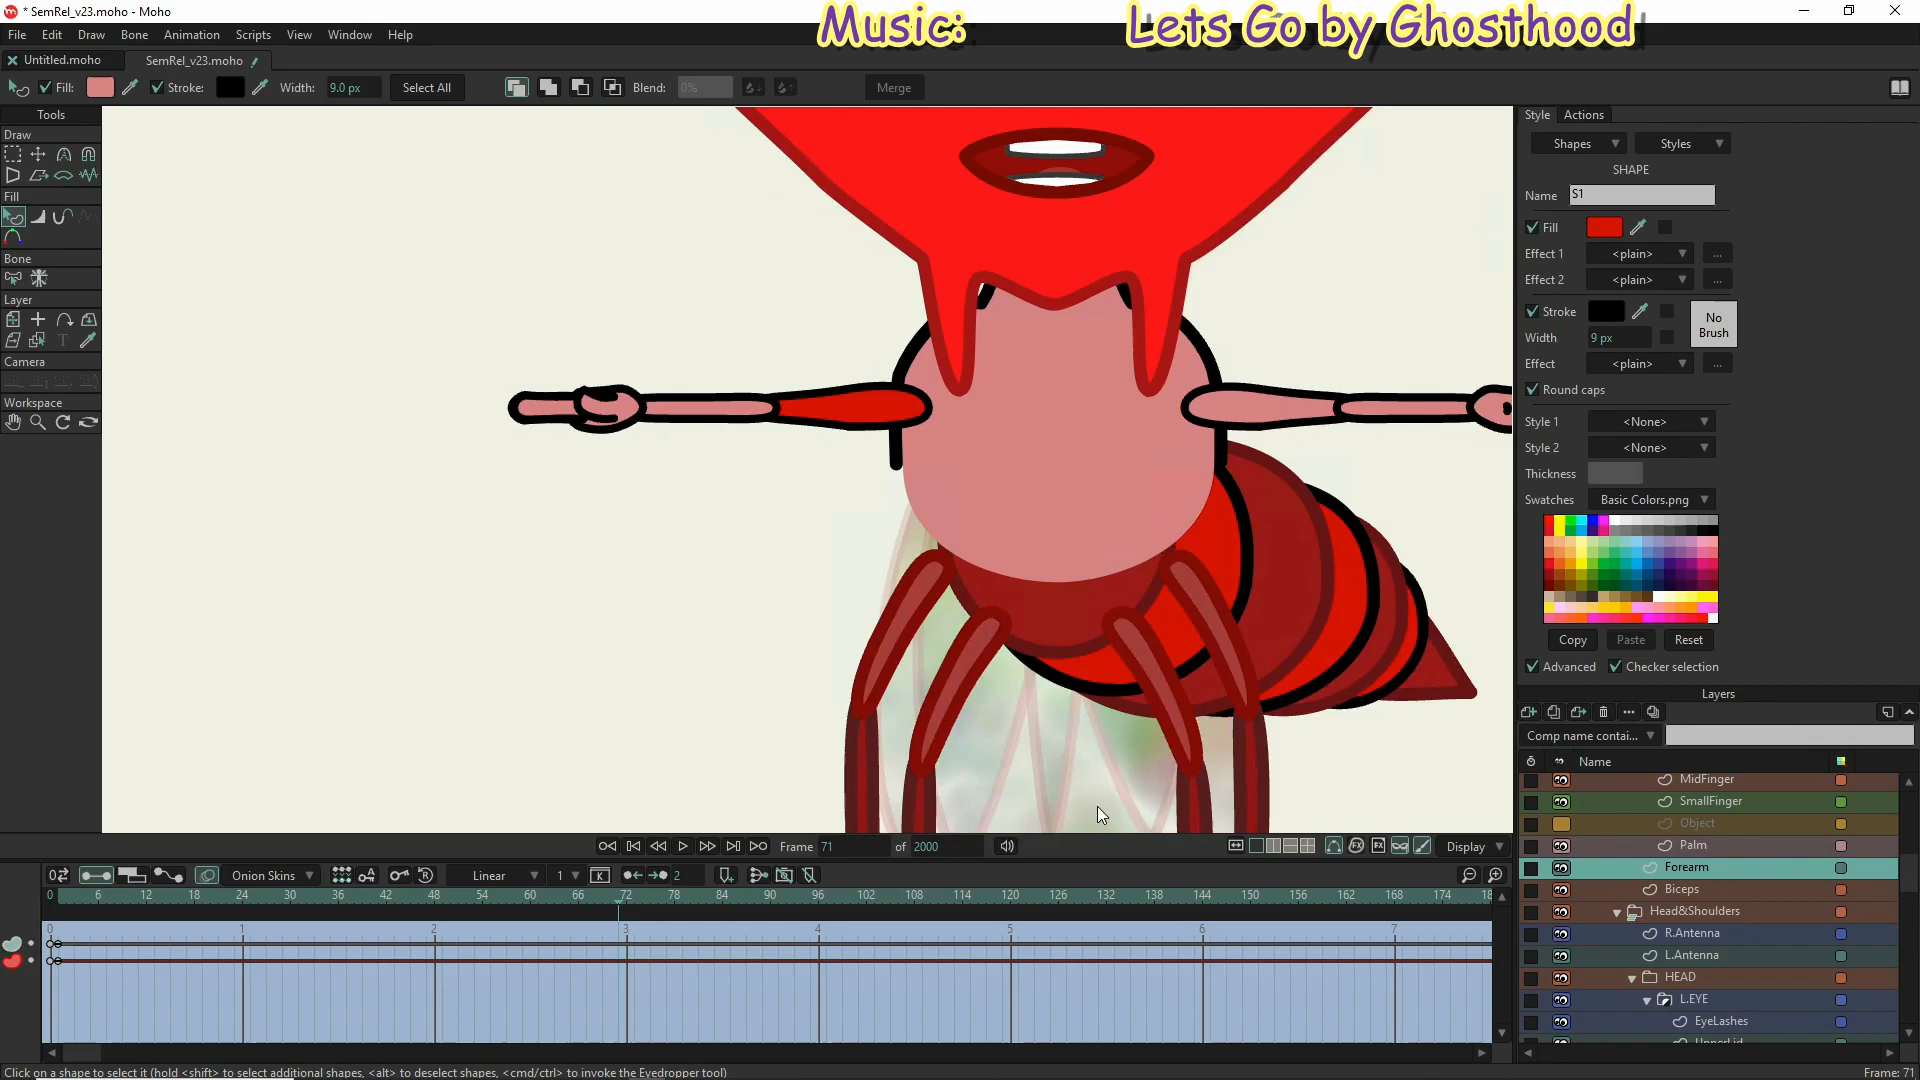 * SemRel_v23.moho - Moho
Music: Lets Go by Ghosthood
File Edit Draw Bone Animation Scripts View Window Help
Untitled.moho SemRel_v23.moho
Fill: Stroke: Width: 9.0 px Select All Blend: 0% Merge
Tools
Draw
Fill
Bone
Layer
Camera
Workspace
Style Actions
Shapes Styles
SHAPE
Name S1
Fill
Effect 1 <plain> ...
Effect 2 <plain> ...
Stroke No Brush
Width 9 px
Effect <plain> ...
Round caps
Style 1 <None>
Style 2 <None>
Thickness
Swatches Basic Colors.png
Copy Paste Reset
Advanced Checker selection
Layers
Comp name contai...
Name
MidFinger
SmallFinger
Object
Palm
Forearm
Biceps
Head&Shoulders
R.Antenna
L.Antenna
HEAD
L.EYE
EyeLashes
UpperLid
Frame 71 of 2000 Display
Onion Skins Linear 1 2
0 6 12 18 24 30 36 42 48 54 60 66 72 78 84 90 96 102 108 114 120 126 132 138 144 150 156 162 168 174 18
0 1 2 3 4 5 6 7
Click on a shape to select it (hold <shift> to select additional shapes, <alt> to deselect shapes, <cmd/ctrl> to invoke the Eyedropper tool) Frame: 71